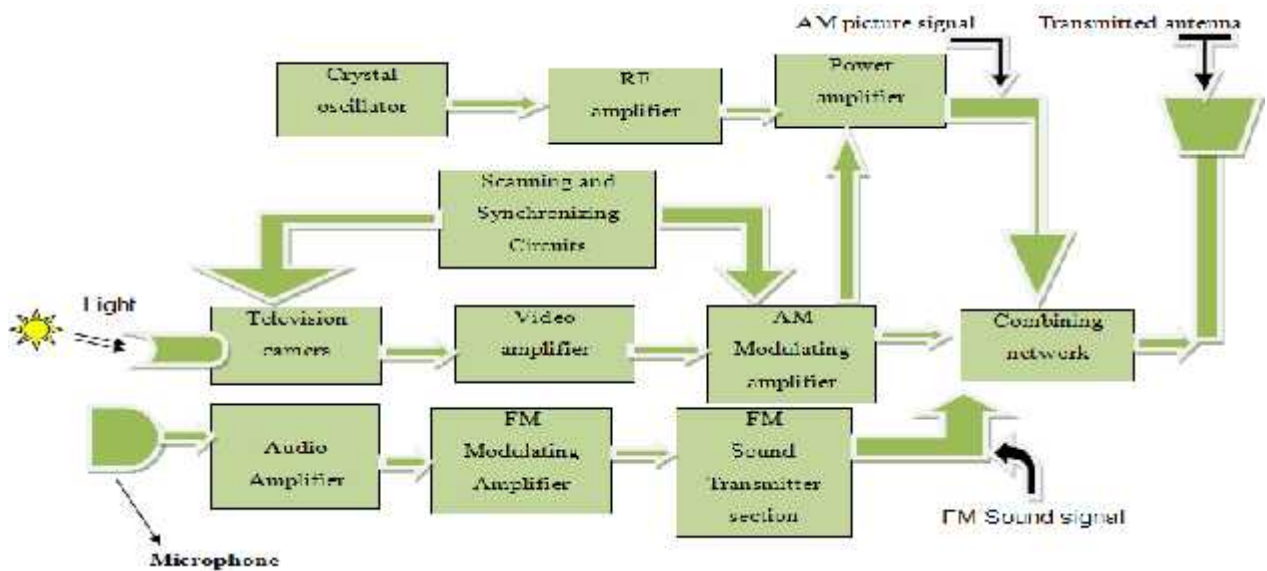 AM picture signal
Transmitted antenna
Crystal
oscillator
RF
amplifier
Power
amplifier
Scanning and
Synchronizing
Circuits
Light
Television
camera
Video
amplifier
AM
Modulating
amplifier
Combining
network
Audio
Amplifier
FM
Modulating
Amplifier
FM
Sound
Transmitter
section
FM Sound signal
Microphone